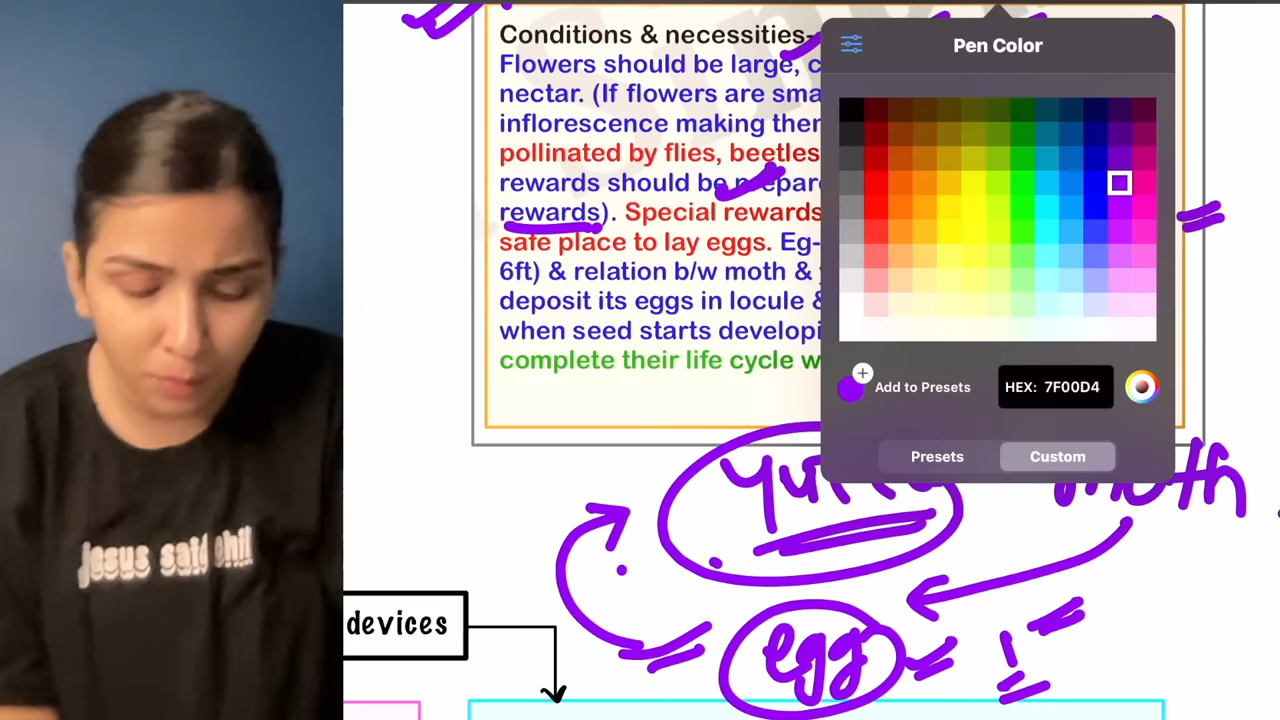 Conditions & necessities-
Flowers should be large, c
nectar. (If flowers are sma
inflorescence making ther
pollinated by flies, beetles
rewards should be prepar
rewards). Special rewards
safe place to lay eggs. Eg-
6ft) & relation b/w moth &
deposit its eggs in locule &
when seed starts developi
complete their life cycle w
Pen Color
Add to Presets
HEX: 7F00D4
Presets
Custom
moth
egg
devices
jesus said chill